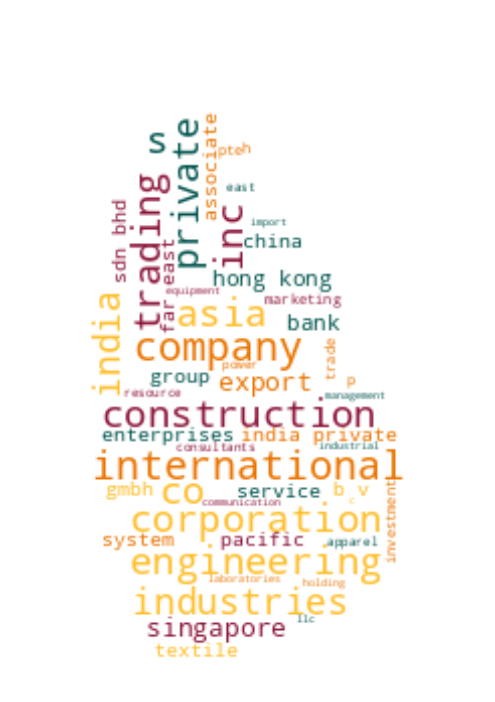 s
private
associate
pteh
east
trading
inc
import
sdn bhd
far east
china
hong kong
equipment
marketing
india
asia
bank
company
trade
power
group
export
p
resource
management
construction
enterprises
india private
consultants
industrial
international
gmbh
co
service
b v
communication
c
corporation
investment
system
pacific
apparel
engineering
laboratories
holding
industries
llc
singapore
textile